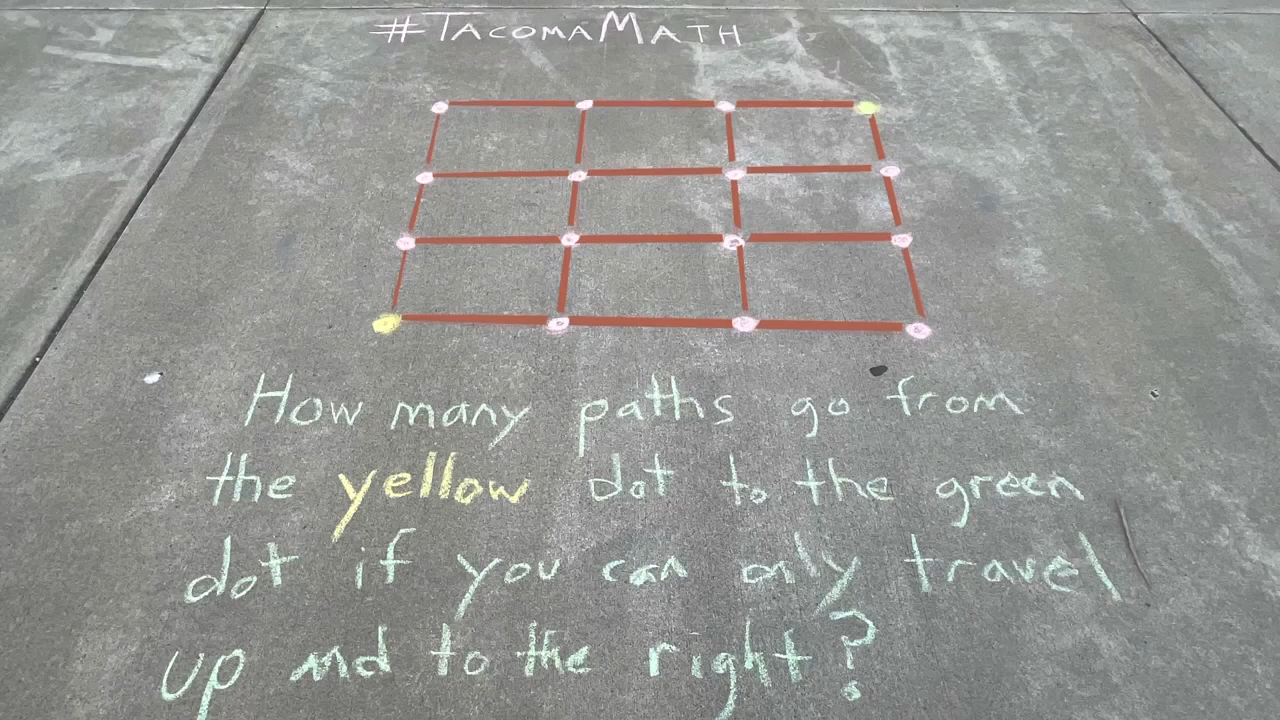 #TACOMAMATH
How many paths go from
the yellow dot to the green
dot if you can only travel
up and to the right?